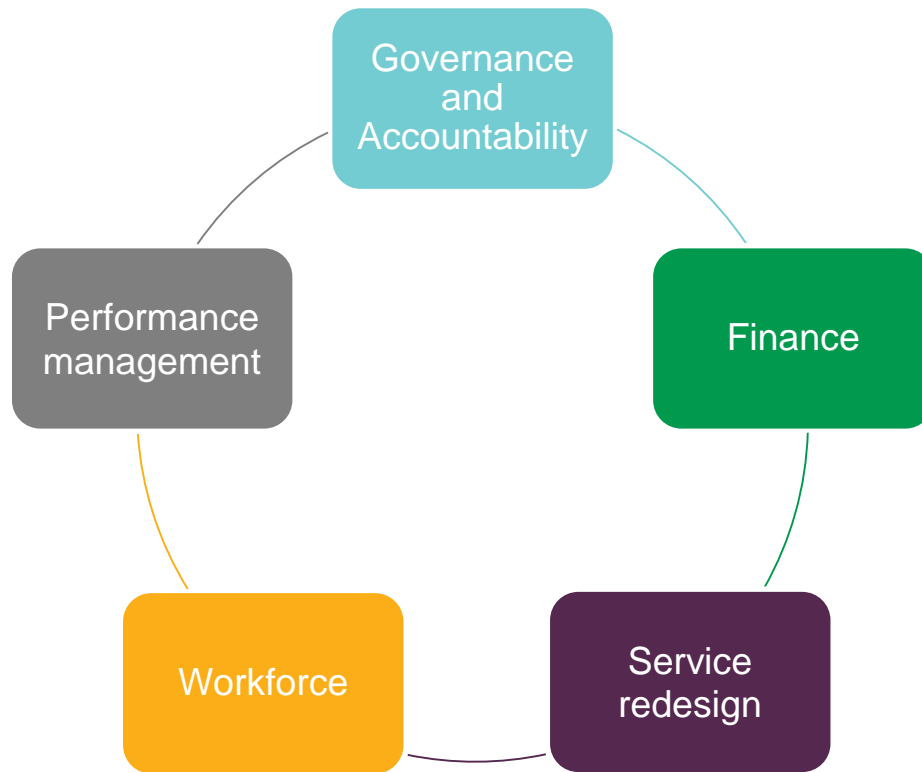 Governance
and
Accountability
Performance
management
Finance
Workforce
Service
redesign